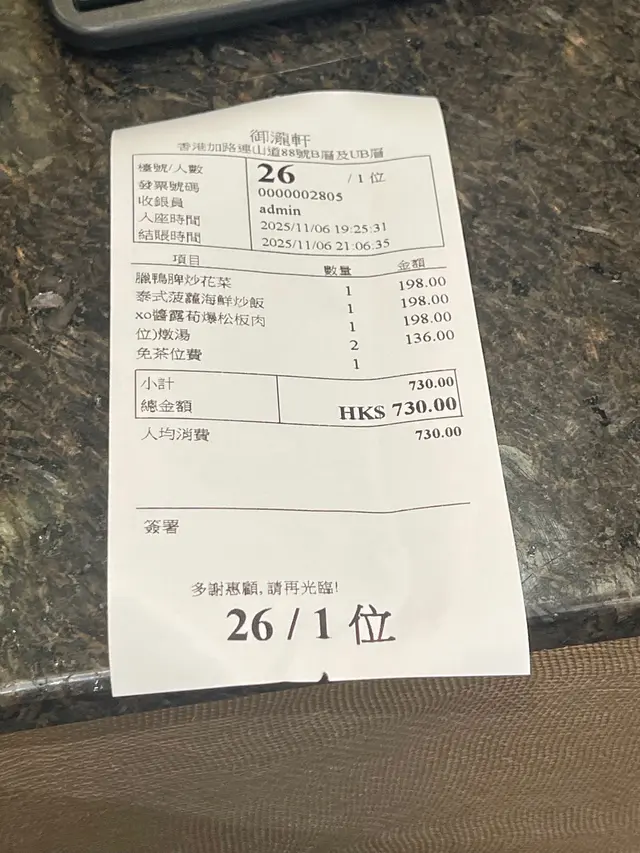 御瀧軒
香港加路連山道88號B層及UB層
檯號/人數 26 /1 位
發票號碼 0000002805
收銀員 admin
入座時間 2025/11/06 19:25:31
結賬時間 2025/11/06 21:06:35
項目 數量 金額
臘鴨脾炒花菜 1 198.00
泰式菠蘿海鮮炒飯 1 198.00
xo醬露荀爆松板肉 1 198.00
位)燉湯 2 136.00
免茶位費 1
小計 730.00
總金額 HK$ 730.00
人均消費 730.00
簽署
多謝惠顧,請再光臨!
26 / 1 位